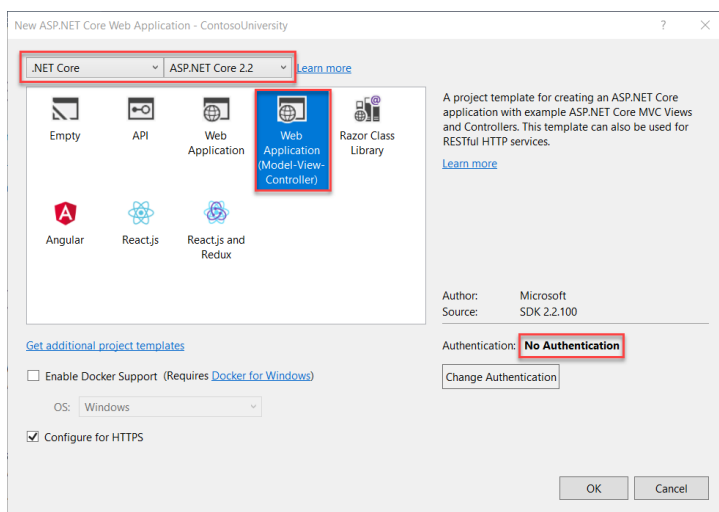 New ASP.NET Core Web Application - ContosoUniversity
?
.NET Core
ASP.NET Core 2.2
Learn more
Empty
API
Web
Application
Web
Application
(Model-View-
Controller)
Razor Class
Library
Angular
React.js
React.js and
Redux
A project template for creating an ASP.NET Core
application with example ASP.NET Core MVC Views
and Controllers. This template can also be used for
RESTful HTTP services.
Learn more
Author: Microsoft
Source: SDK 2.2.100
Get additional project templates
Authentication: No Authentication
Change Authentication
Enable Docker Support (Requires Docker for Windows)
OS: Windows
Configure for HTTPS
OK
Cancel